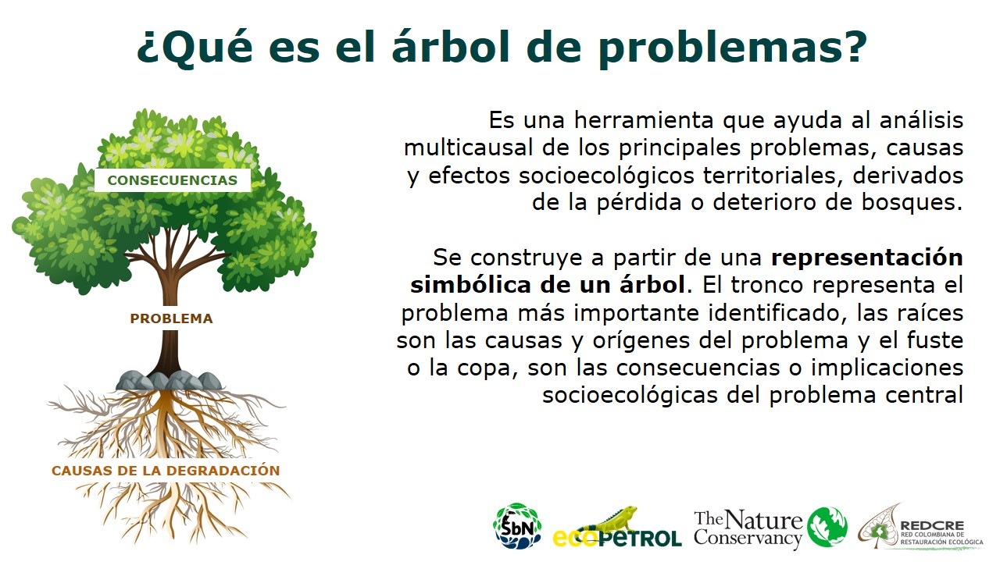 ¿Qué es el árbol de problemas?
CONSECUENCIAS
PROBLEMA
CAUSAS DE LA DEGRADACIÓN
Es una herramienta que ayuda al análisis
multicausal de los principales problemas, causas
y efectos socioecológicos territoriales, derivados
de la pérdida o deterioro de bosques.
Se construye a partir de una representación
simbólica de un árbol. El tronco representa el
problema más importante identificado, las raíces
son las causas y orígenes del problema y el fuste
o la copa, son las consecuencias o implicaciones
socioecológicas del problema central
SbN
ecoPETROL
The Nature
Conservancy
REDCRE
RED COLOMBIANA DE
RESTAURACIÓN ECOLÓGICA